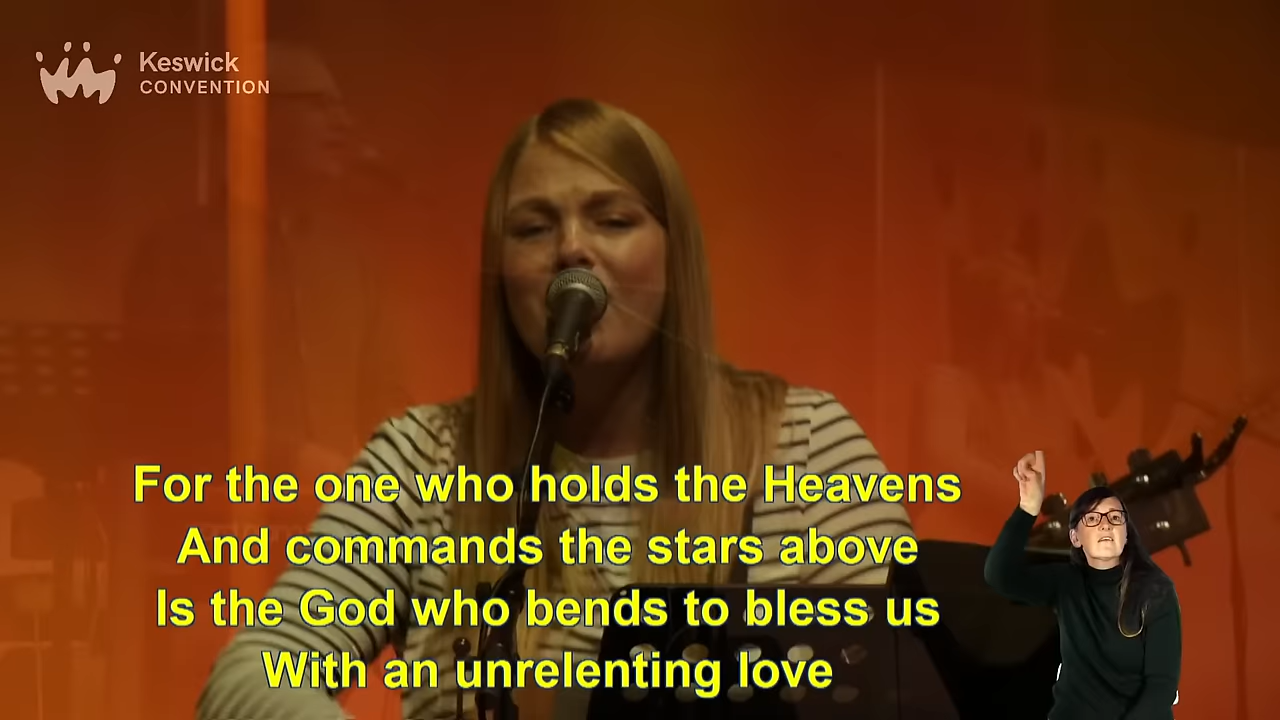 Keswick
CONVENTION
For the one who holds the Heavens
And commands the stars above
Is the God who bends to bless us
With an unrelenting love